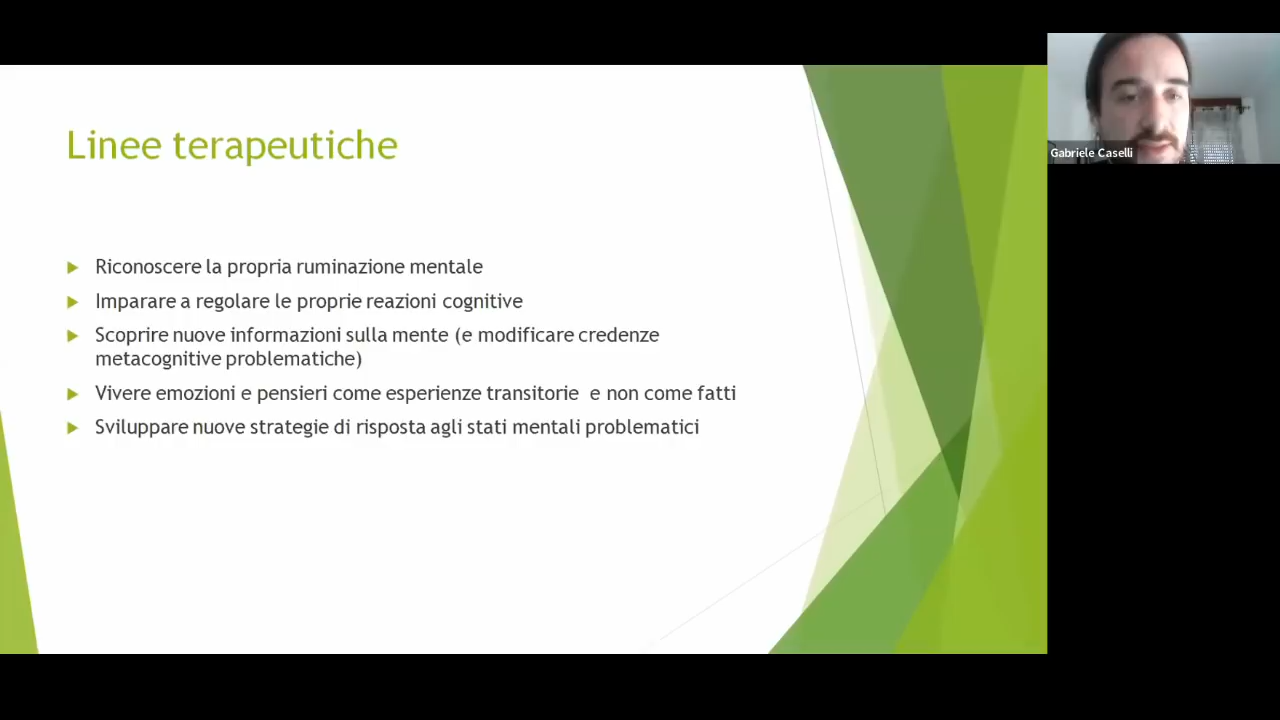 Linee terapeutiche
Riconoscere la propria ruminazione mentale
Imparare a regolare le proprie reazioni cognitive
Scoprire nuove informazioni sulla mente (e modificare credenze
metacognitive problematiche)
Vivere emozioni e pensieri come esperienze transitorie e non come fatti
Sviluppare nuove strategie di risposta agli stati mentali problematici
Gabriele Caselli